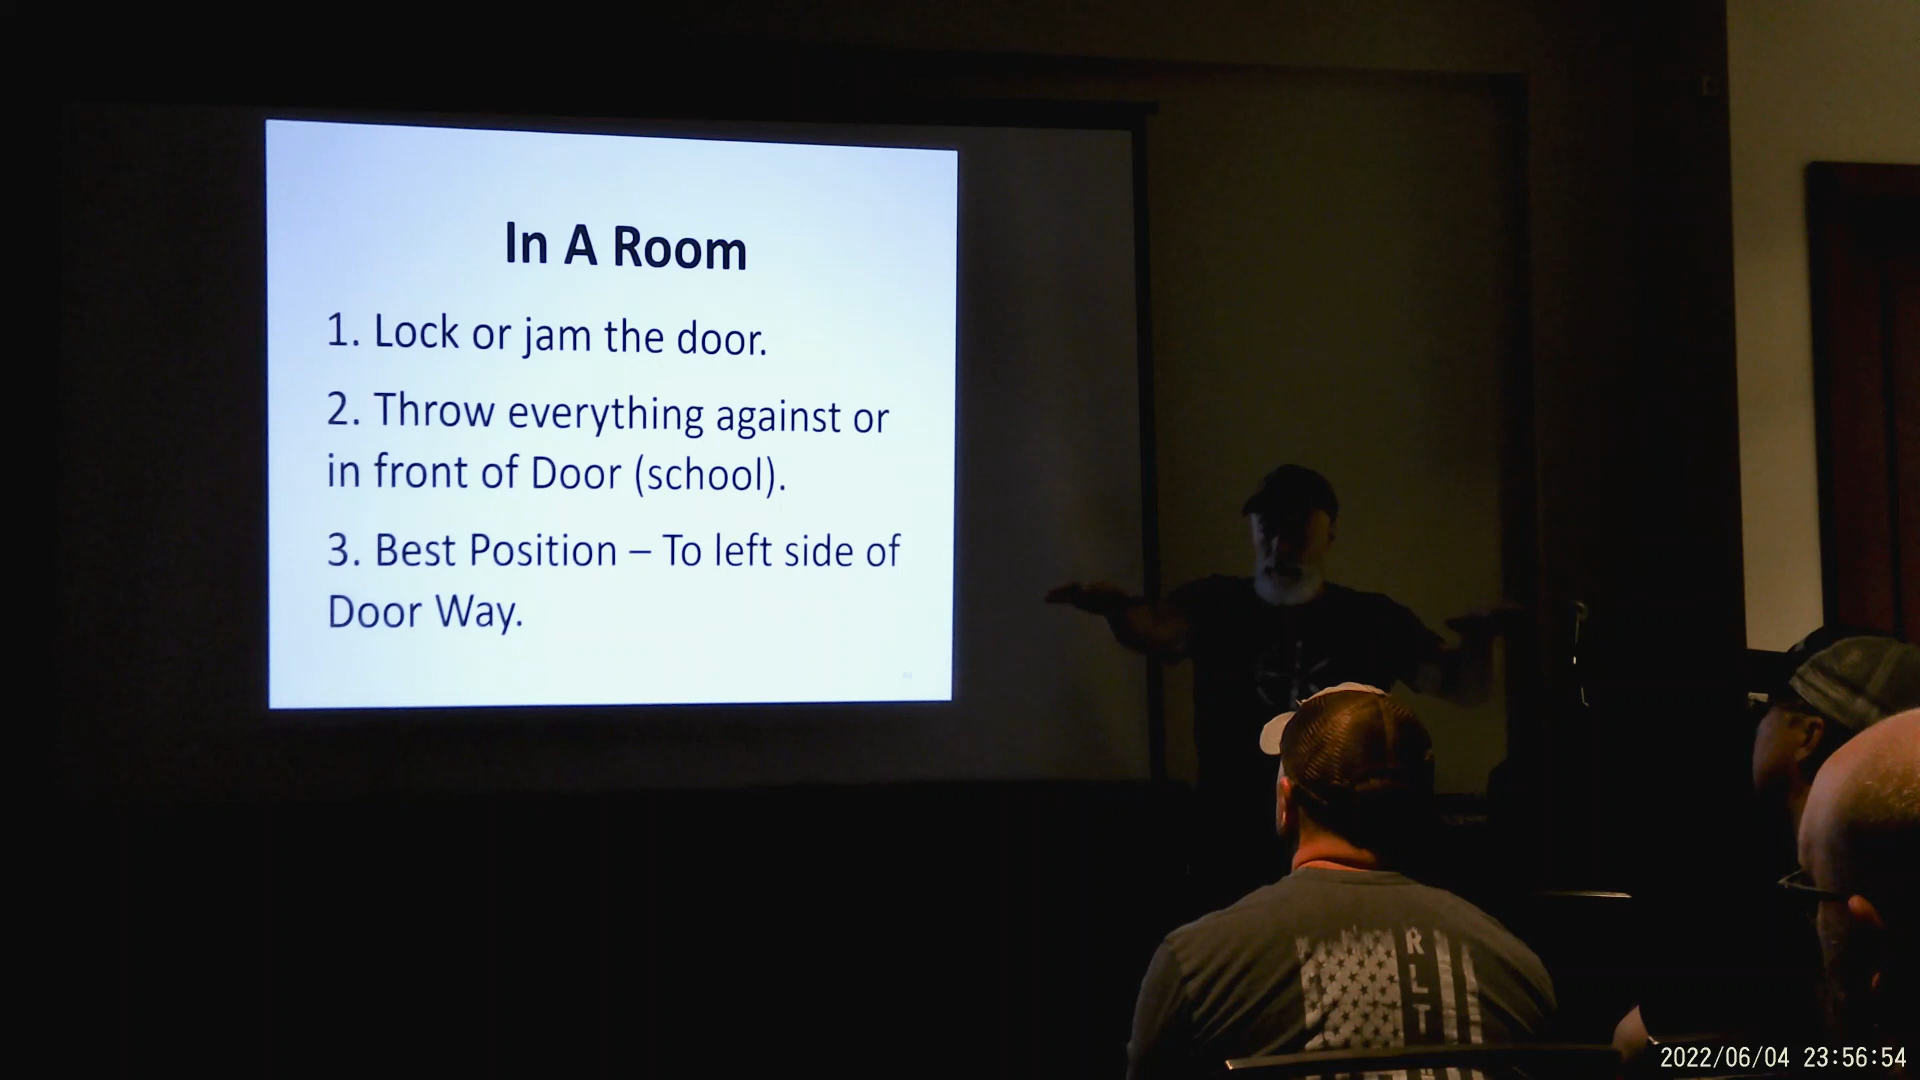 In A Room
1. Lock or jam the door.
2. Throw everything against or
in front of Door (school).
3. Best Position – To left side of
Door Way.
R
L
T
2022/06/04 23:56:54